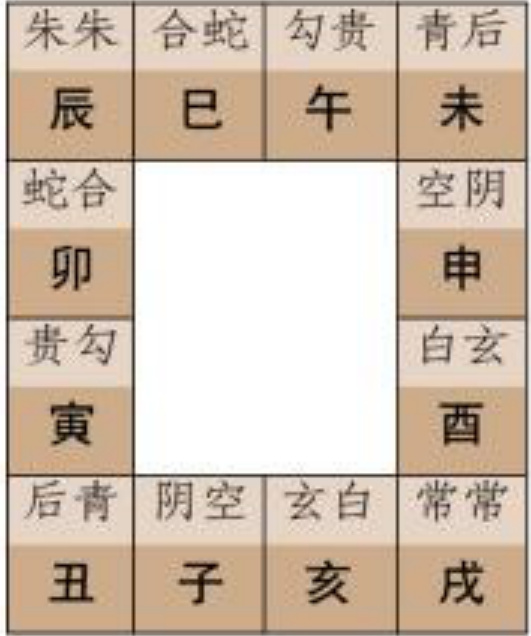 朱朱 合蛇 勾贵 青后
辰 巳 午 未
蛇合 空阴
卯 申
贵勾 白玄
寅 酉
后青 阴空 玄白 常常
丑 子 亥 戌